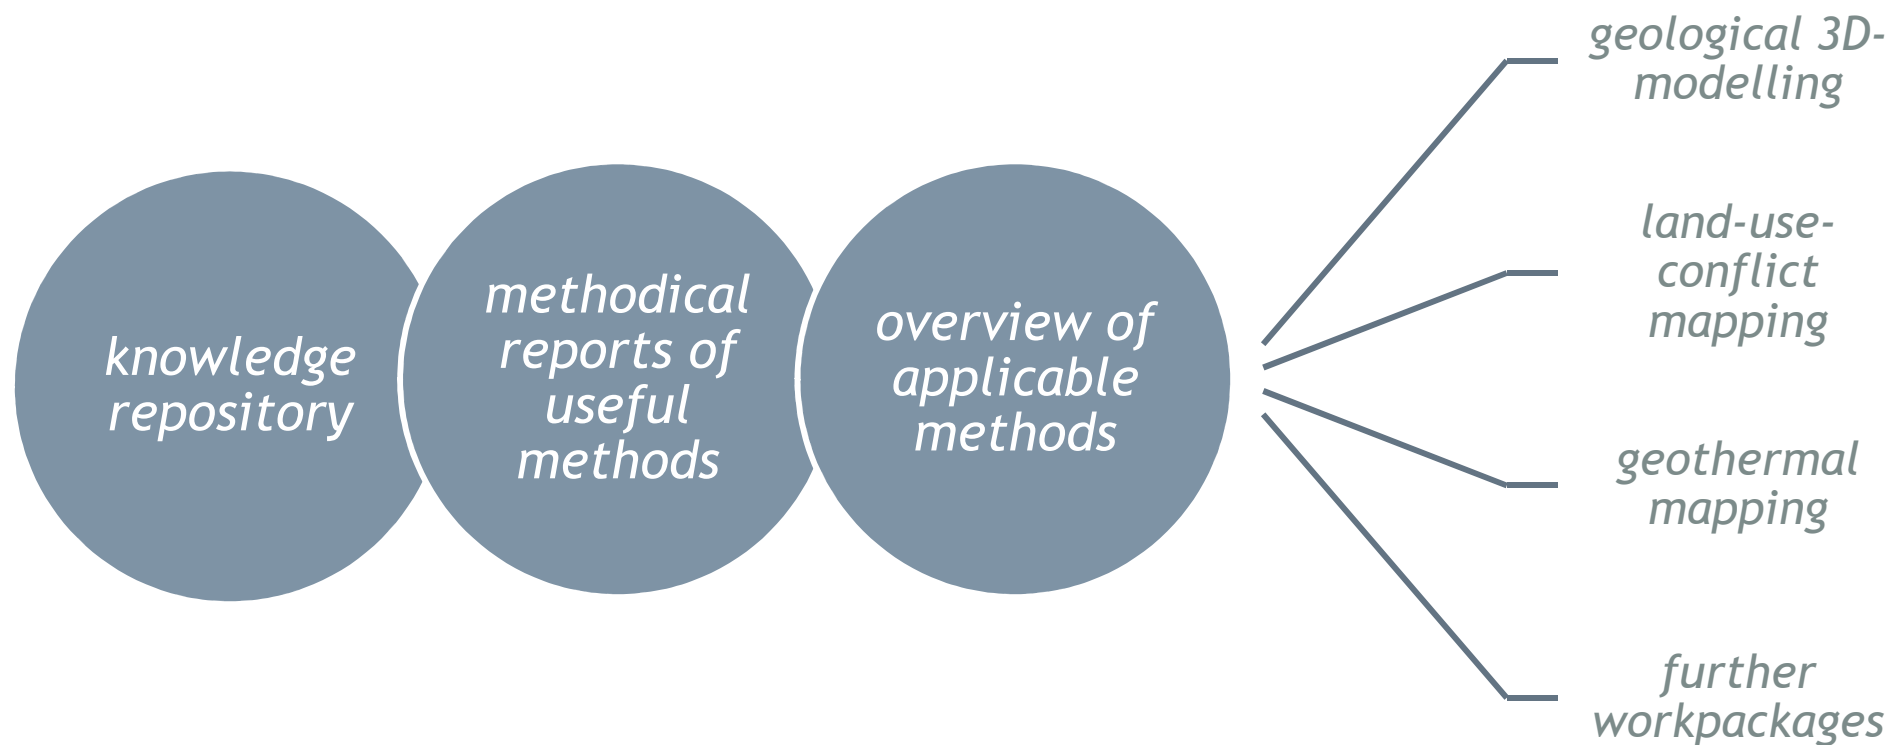 knowledge
repository
methodical
reports of
useful
methods
overview of
applicable
methods
geological 3D-
modelling
land-use-
conflict
mapping
geothermal
mapping
further
workpackages